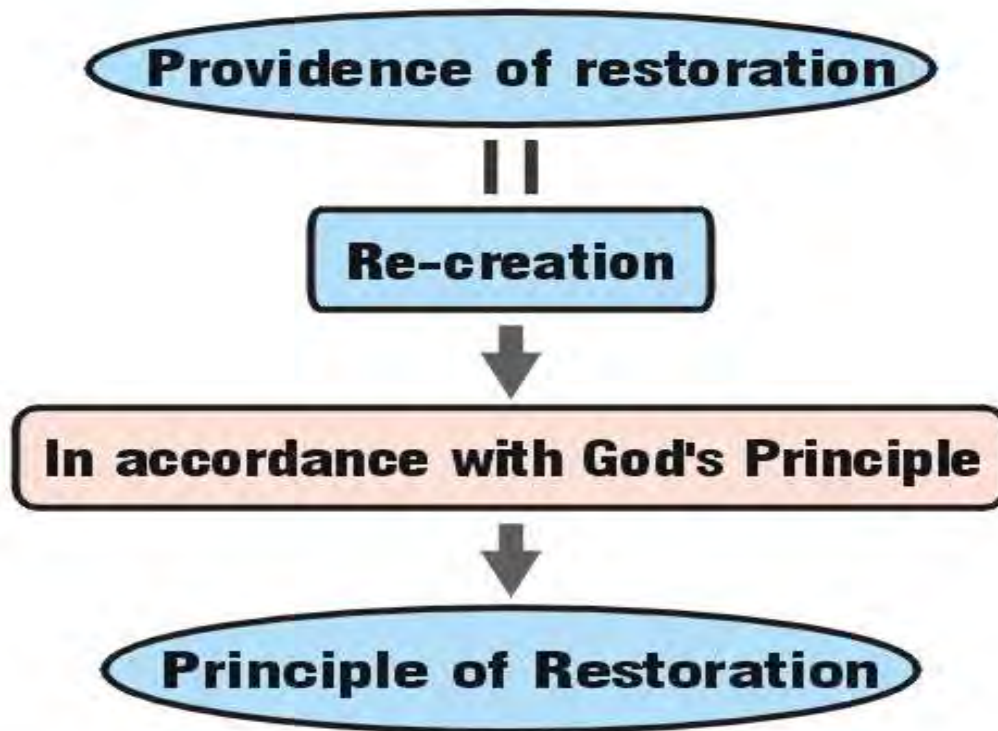 Providence of restoration
Re-creation
In accordance with God's Principle
Principle of Restoration